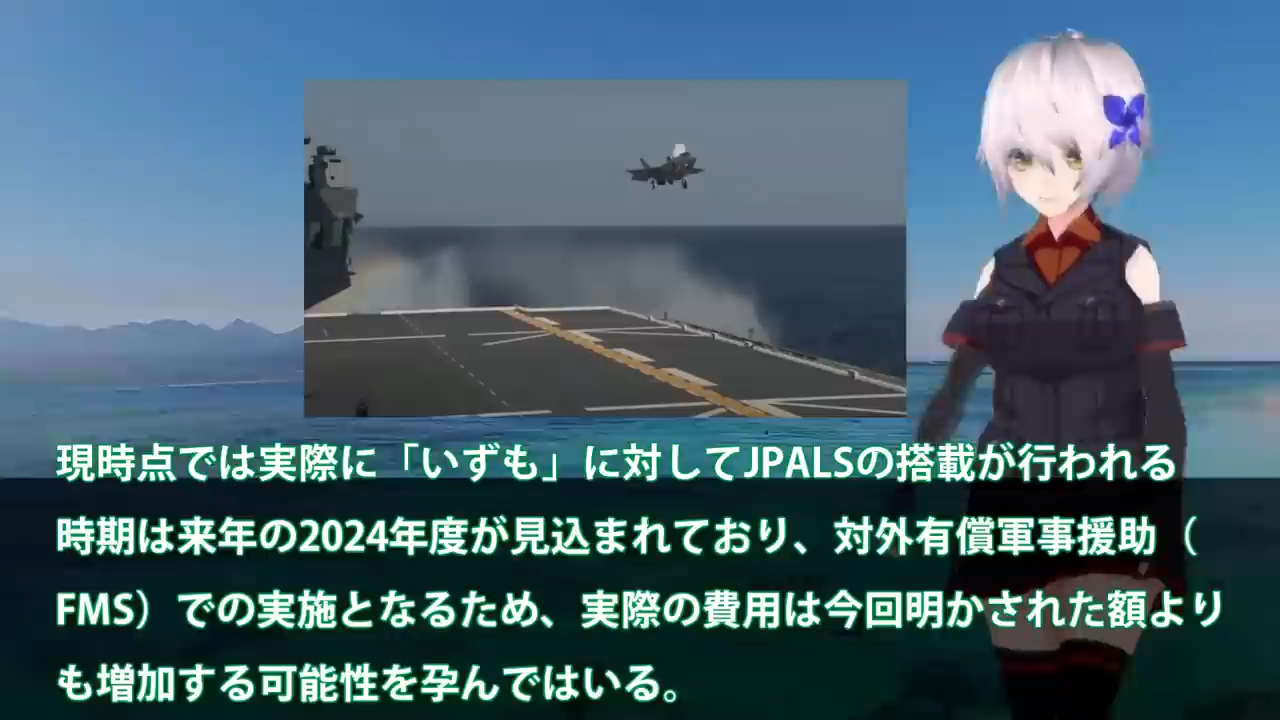 現時点では実際に「いずも」に対してJPALSの搭載が行われる
時期は来年の2024年度が見込まれており、対外有償軍事援助（
FMS）での実施となるため、実際の費用は今回明かされた額より
も増加する可能性を孕んではいる。